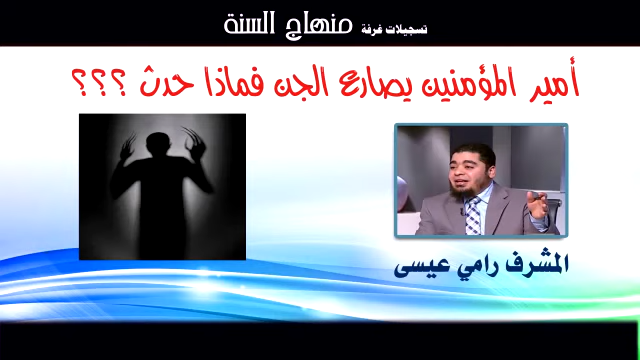 تسجيلات غرفة منهاج السنة
أمير المؤمنين يصارع الجن فماذا حدث ؟؟؟
المشرف رامي عيسى